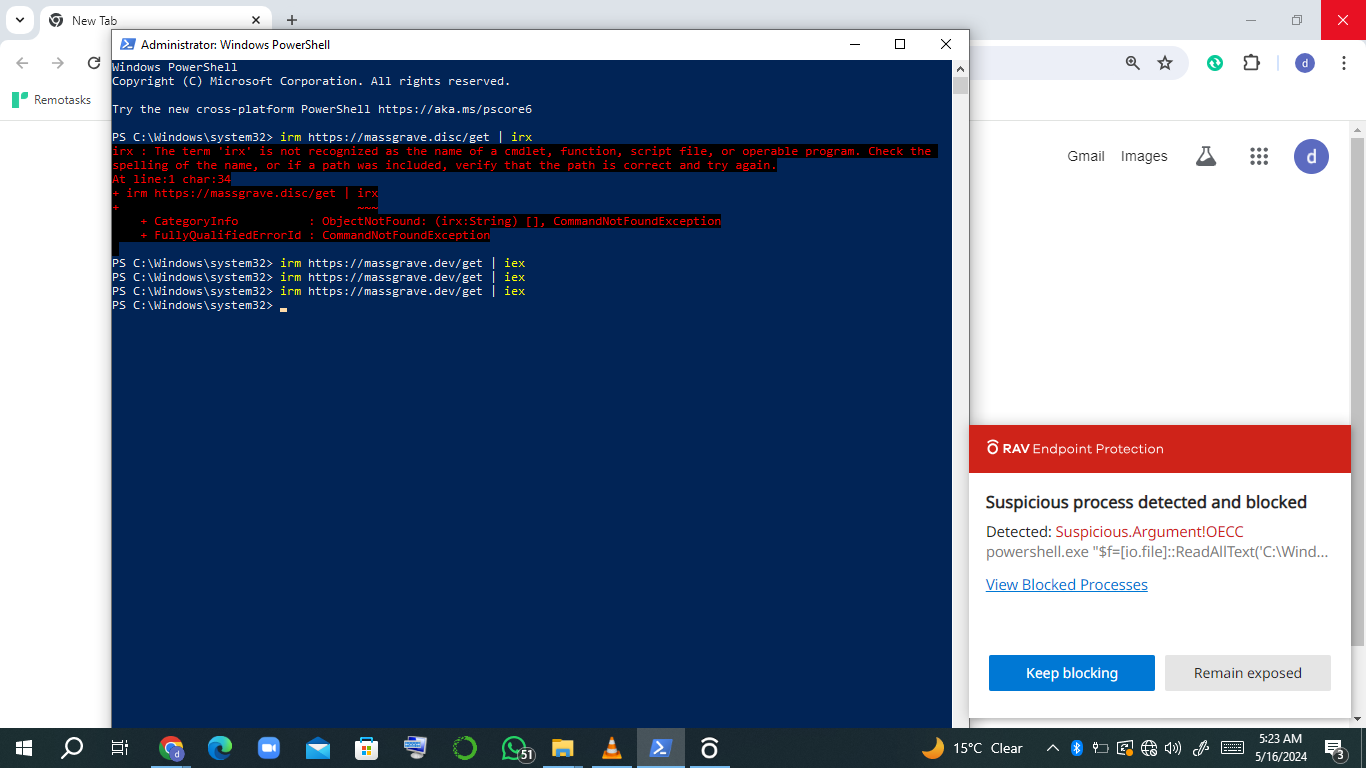 New Tab
Administrator: Windows PowerShell
Windows PowerShell
Copyright (C) Microsoft Corporation. All rights reserved.
Try the new cross-platform PowerShell https://aka.ms/pscore6
PS C:\Windows\system32> irm https://massgrave.disc/get | irx
irx : The term 'irx' is not recognized as the name of a cmdlet, function, script file, or operable program. Check the
spelling of the name, or if a path was included, verify that the path is correct and try again.
At line:1 char:34
+ irm https://massgrave.disc/get | irx
+                                  ~~~
    + CategoryInfo          : ObjectNotFound: (irx:String) [], CommandNotFoundException
    + FullyQualifiedErrorId : CommandNotFoundException
PS C:\Windows\system32> irm https://massgrave.dev/get | iex
PS C:\Windows\system32> irm https://massgrave.dev/get | iex
PS C:\Windows\system32> irm https://massgrave.dev/get | iex
PS C:\Windows\system32>
d
Remotasks
Gmail Images d
RAV Endpoint Protection
Suspicious process detected and blocked
Detected: Suspicious.Argument!OECC
powershell.exe "$f=[io.file]::ReadAllText('C:\Wind...
View Blocked Processes
Keep blocking Remain exposed
d
51
15°C Clear
5:23 AM
5/16/2024
3